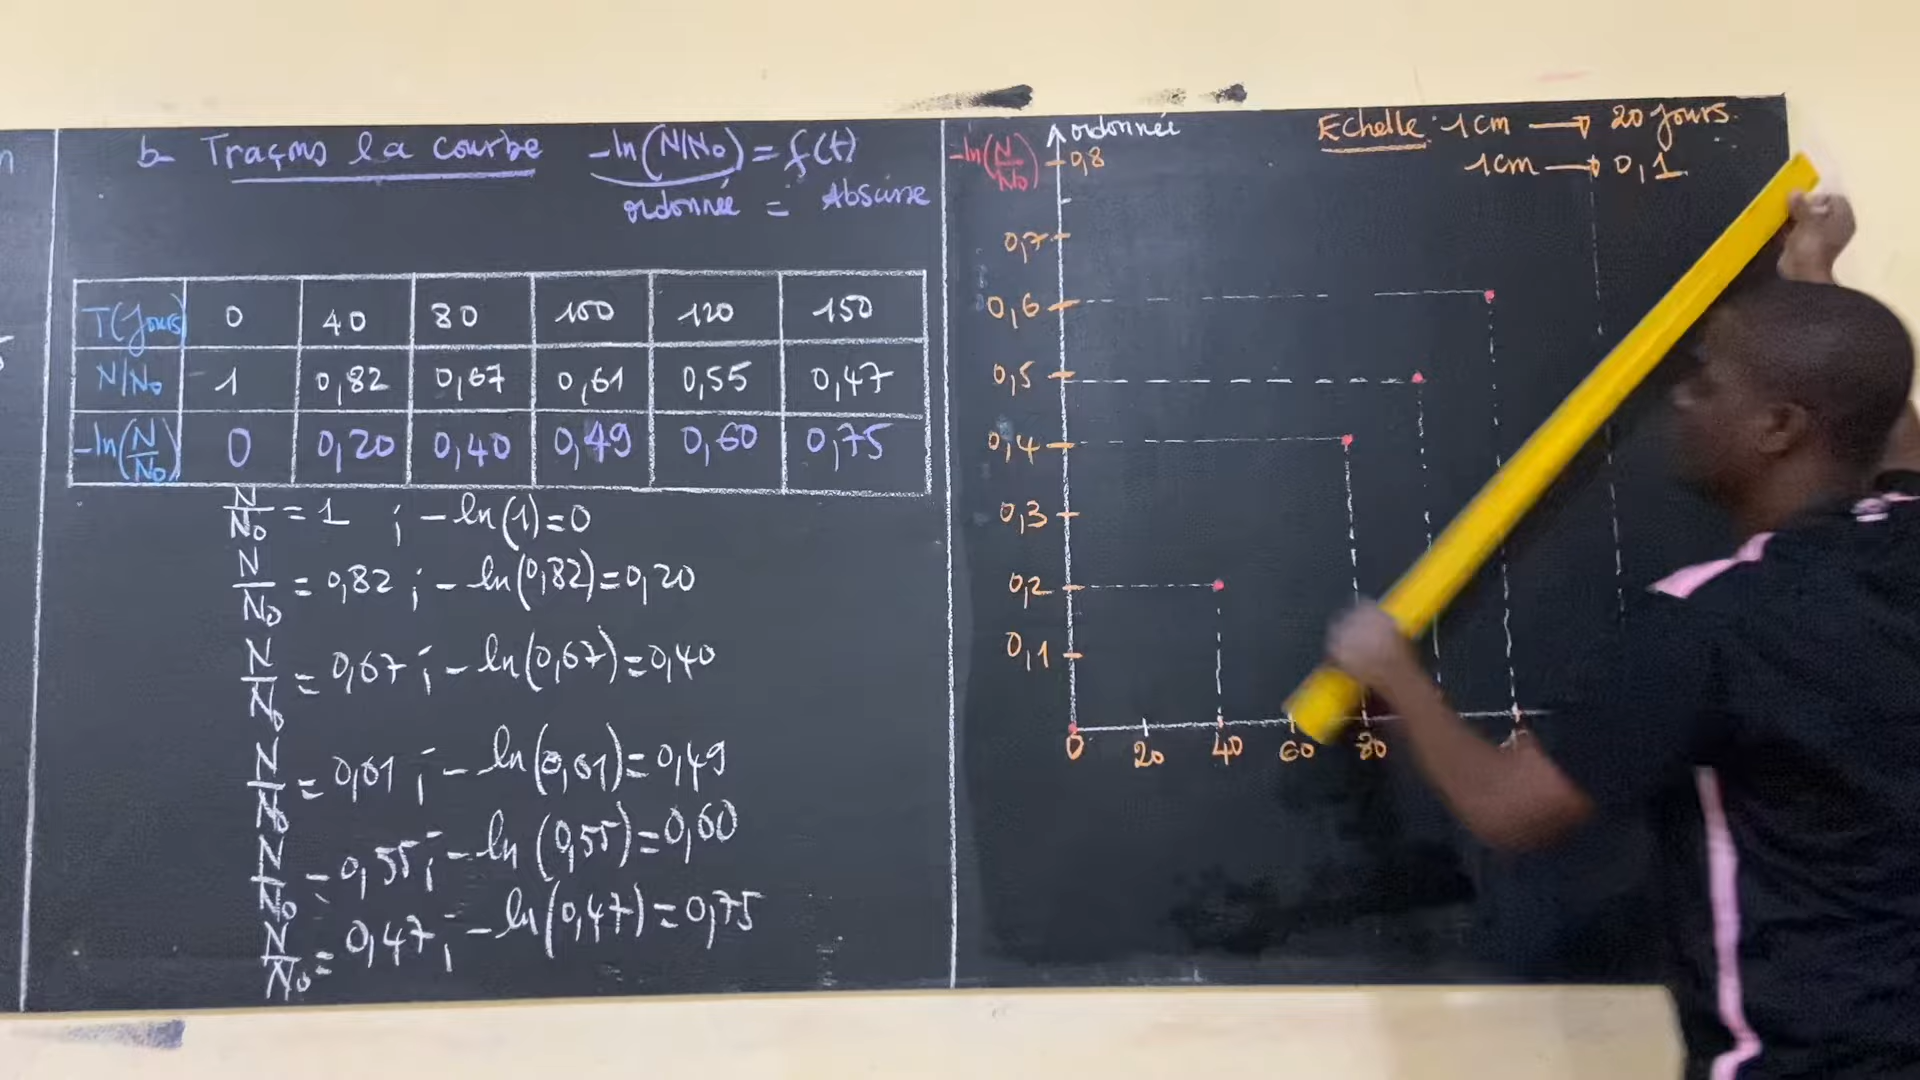 b- Traçons la courbe -ln(N/N₀) = f(t)
ordonnée = Abscisse
T(Jours) 0 40 80 100 120 150
N/N₀ 1 0,82 0,67 0,61 0,55 0,47
-ln(N/N₀) 0 0,20 0,40 0,49 0,60 0,75
N/N₀ = 1 ; -ln(1)=0
N/N₀ = 0,82 ; -ln(0,82)=0,20
N/N₀ = 0,67 ; -ln(0,67)=0,40
N/N₀ = 0,61 ; -ln(0,61)=0,49
N/N₀ = 0,55 ; -ln(0,55)=0,60
N/N₀ = 0,47 ; -ln(0,47)=0,75
Echelle : 1cm → 20 jours.
1cm → 0,1.
ordonnée
-ln(N/N₀)
0,8
0,7
0,6
0,5
0,4
0,3
0,2
0,1
0 20 40 60 80